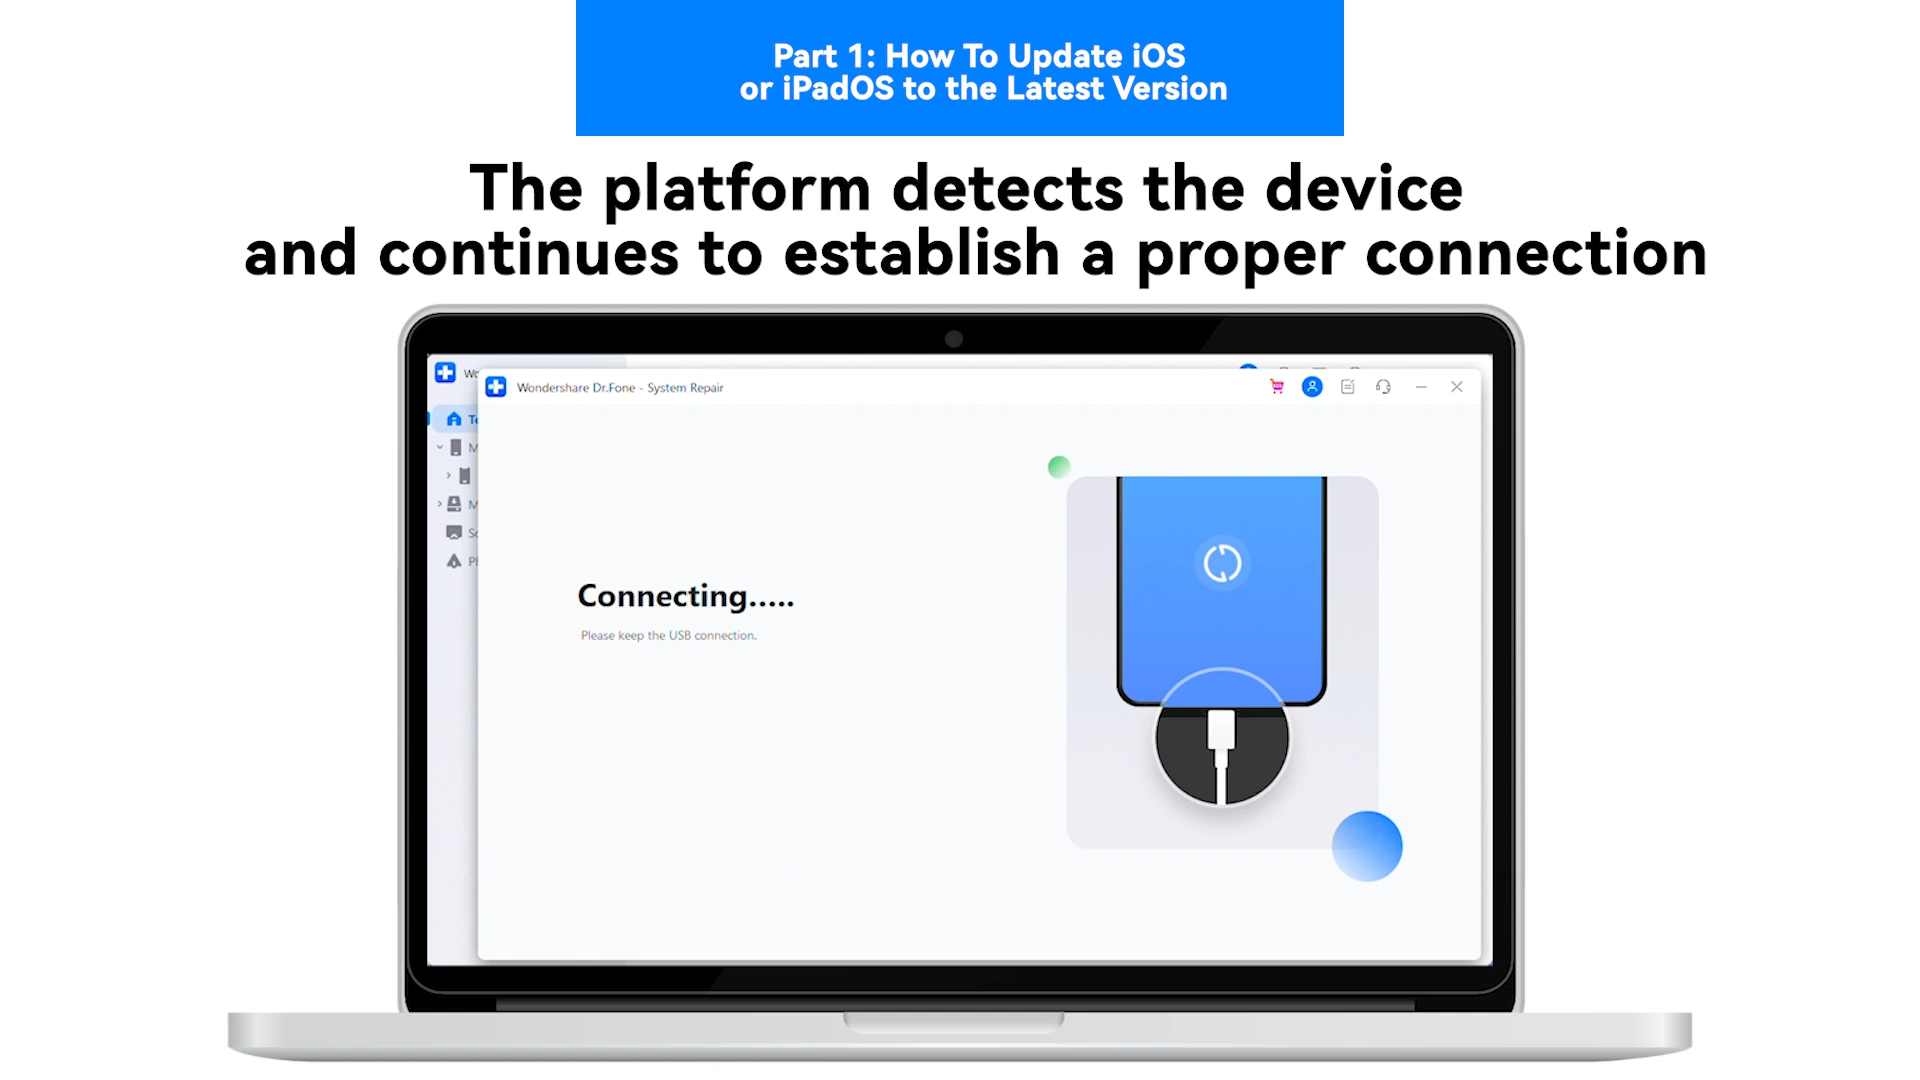 Part 1: How To Update iOS
or iPadOS to the Latest Version
The platform detects the device
and continues to establish a proper connection
Wondershare Dr.Fone - System Repair
Connecting.....
Please keep the USB connection.